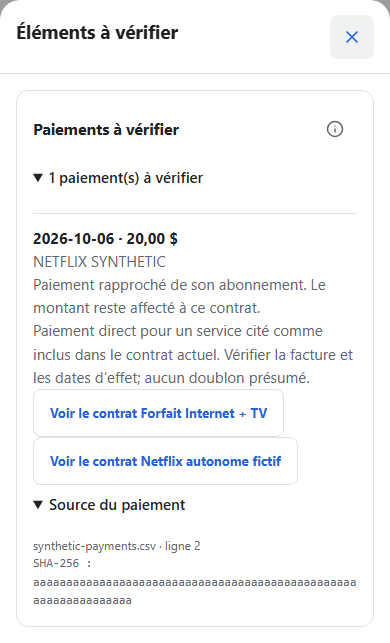 Éléments à vérifier
Paiements à vérifier
▼ 1 paiement(s) à vérifier
2026-10-06 · 20,00 $
NETFLIX SYNTHETIC
Paiement rapproché de son abonnement. Le
montant reste affecté à ce contrat.
Paiement direct pour un service cité comme
inclus dans le contrat actuel. Vérifier la facture et
les dates d’effet; aucun doublon présumé.
Voir le contrat Forfait Internet + TV
Voir le contrat Netflix autonome fictif
▼ Source du paiement
synthetic-payments.csv · ligne 2
SHA-256 :
aaaaaaaaaaaaaaaaaaaaaaaaaaaaaaaaaaaaaaaaaaaaaaaaa
aaaaaaaaaaaaaaa